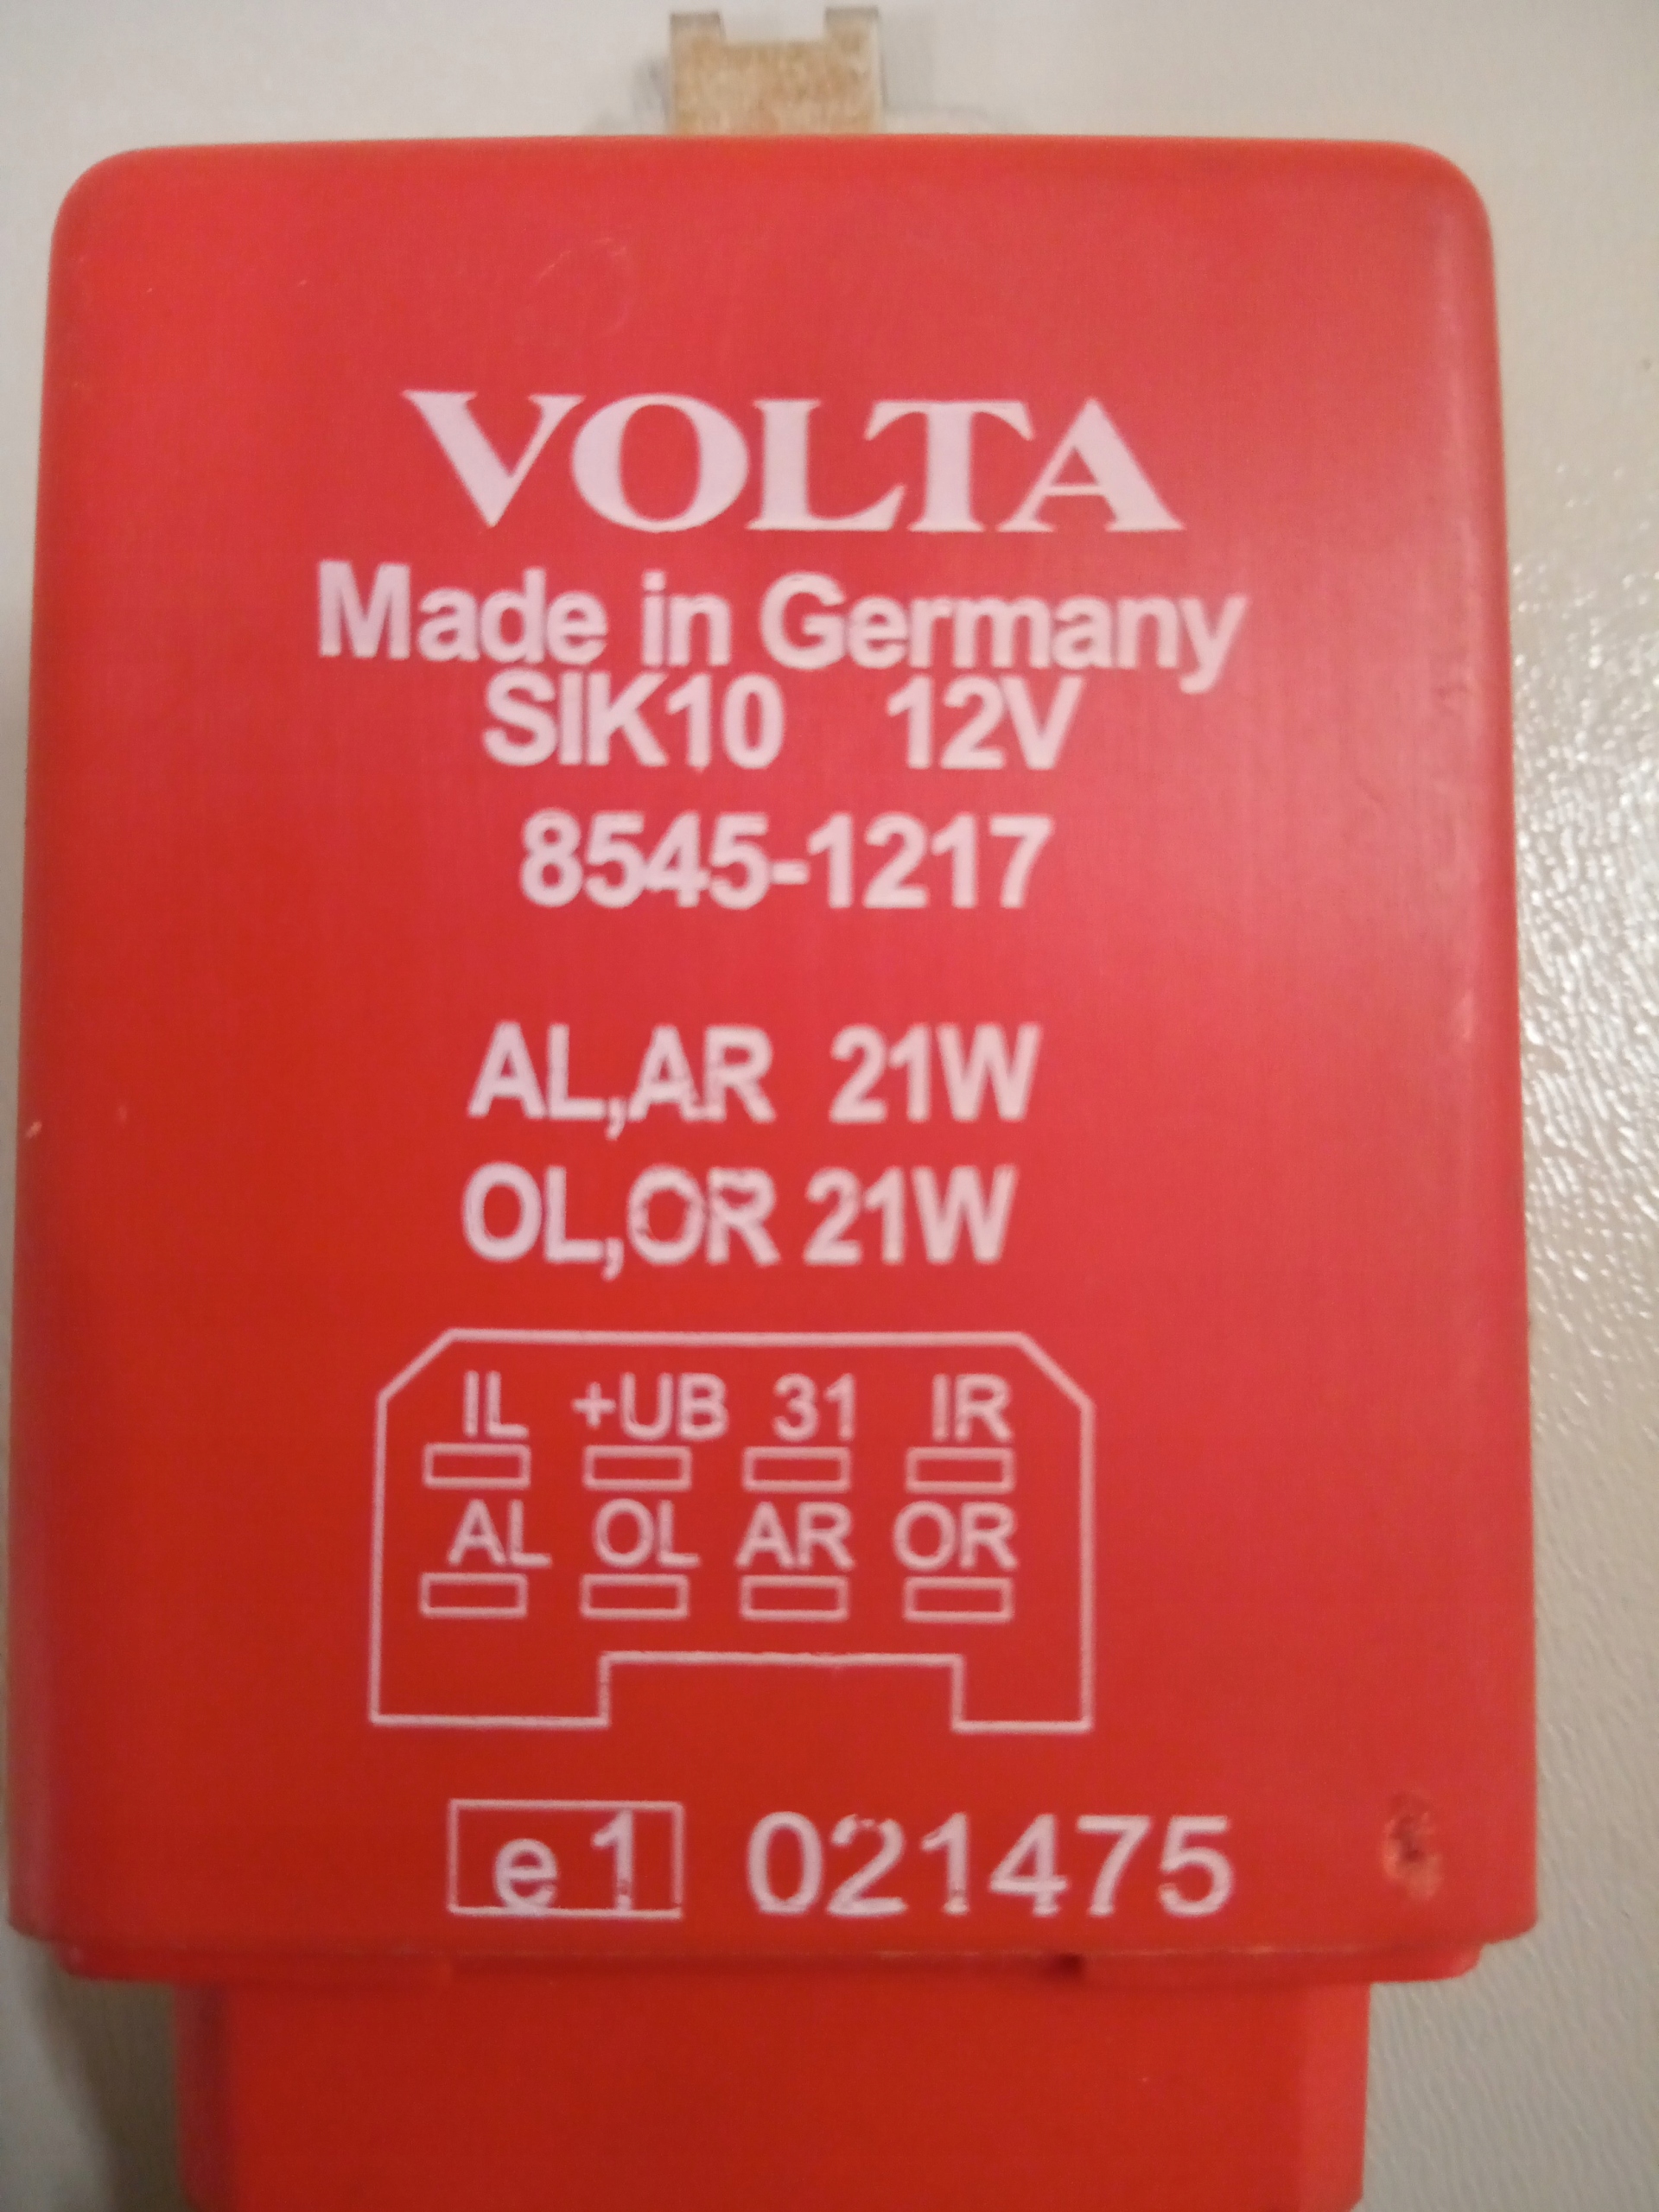 VOLTA
Made in Germany
SIK10 12V
8545-1217
AL,AR 21W
OL,OR 21W
IL +UB 31 IR
AL OL AR OR
e1 021475